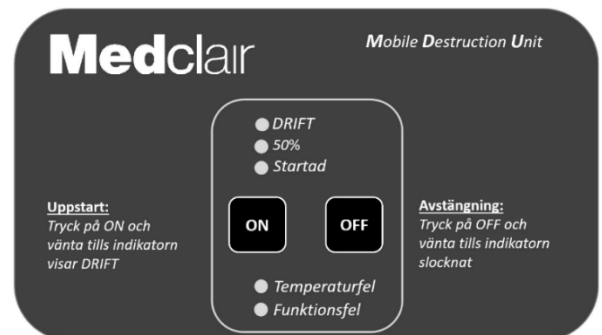 Medclair
Mobile Destruction Unit
DRIFT
50%
Startad
Uppstart:
Tryck på ON och
vänta tills indikatorn
visar DRIFT
ON
OFF
Avstängning:
Tryck på OFF och
vänta tills indikatorn
slocknat
Temperaturfel
Funktionsfel